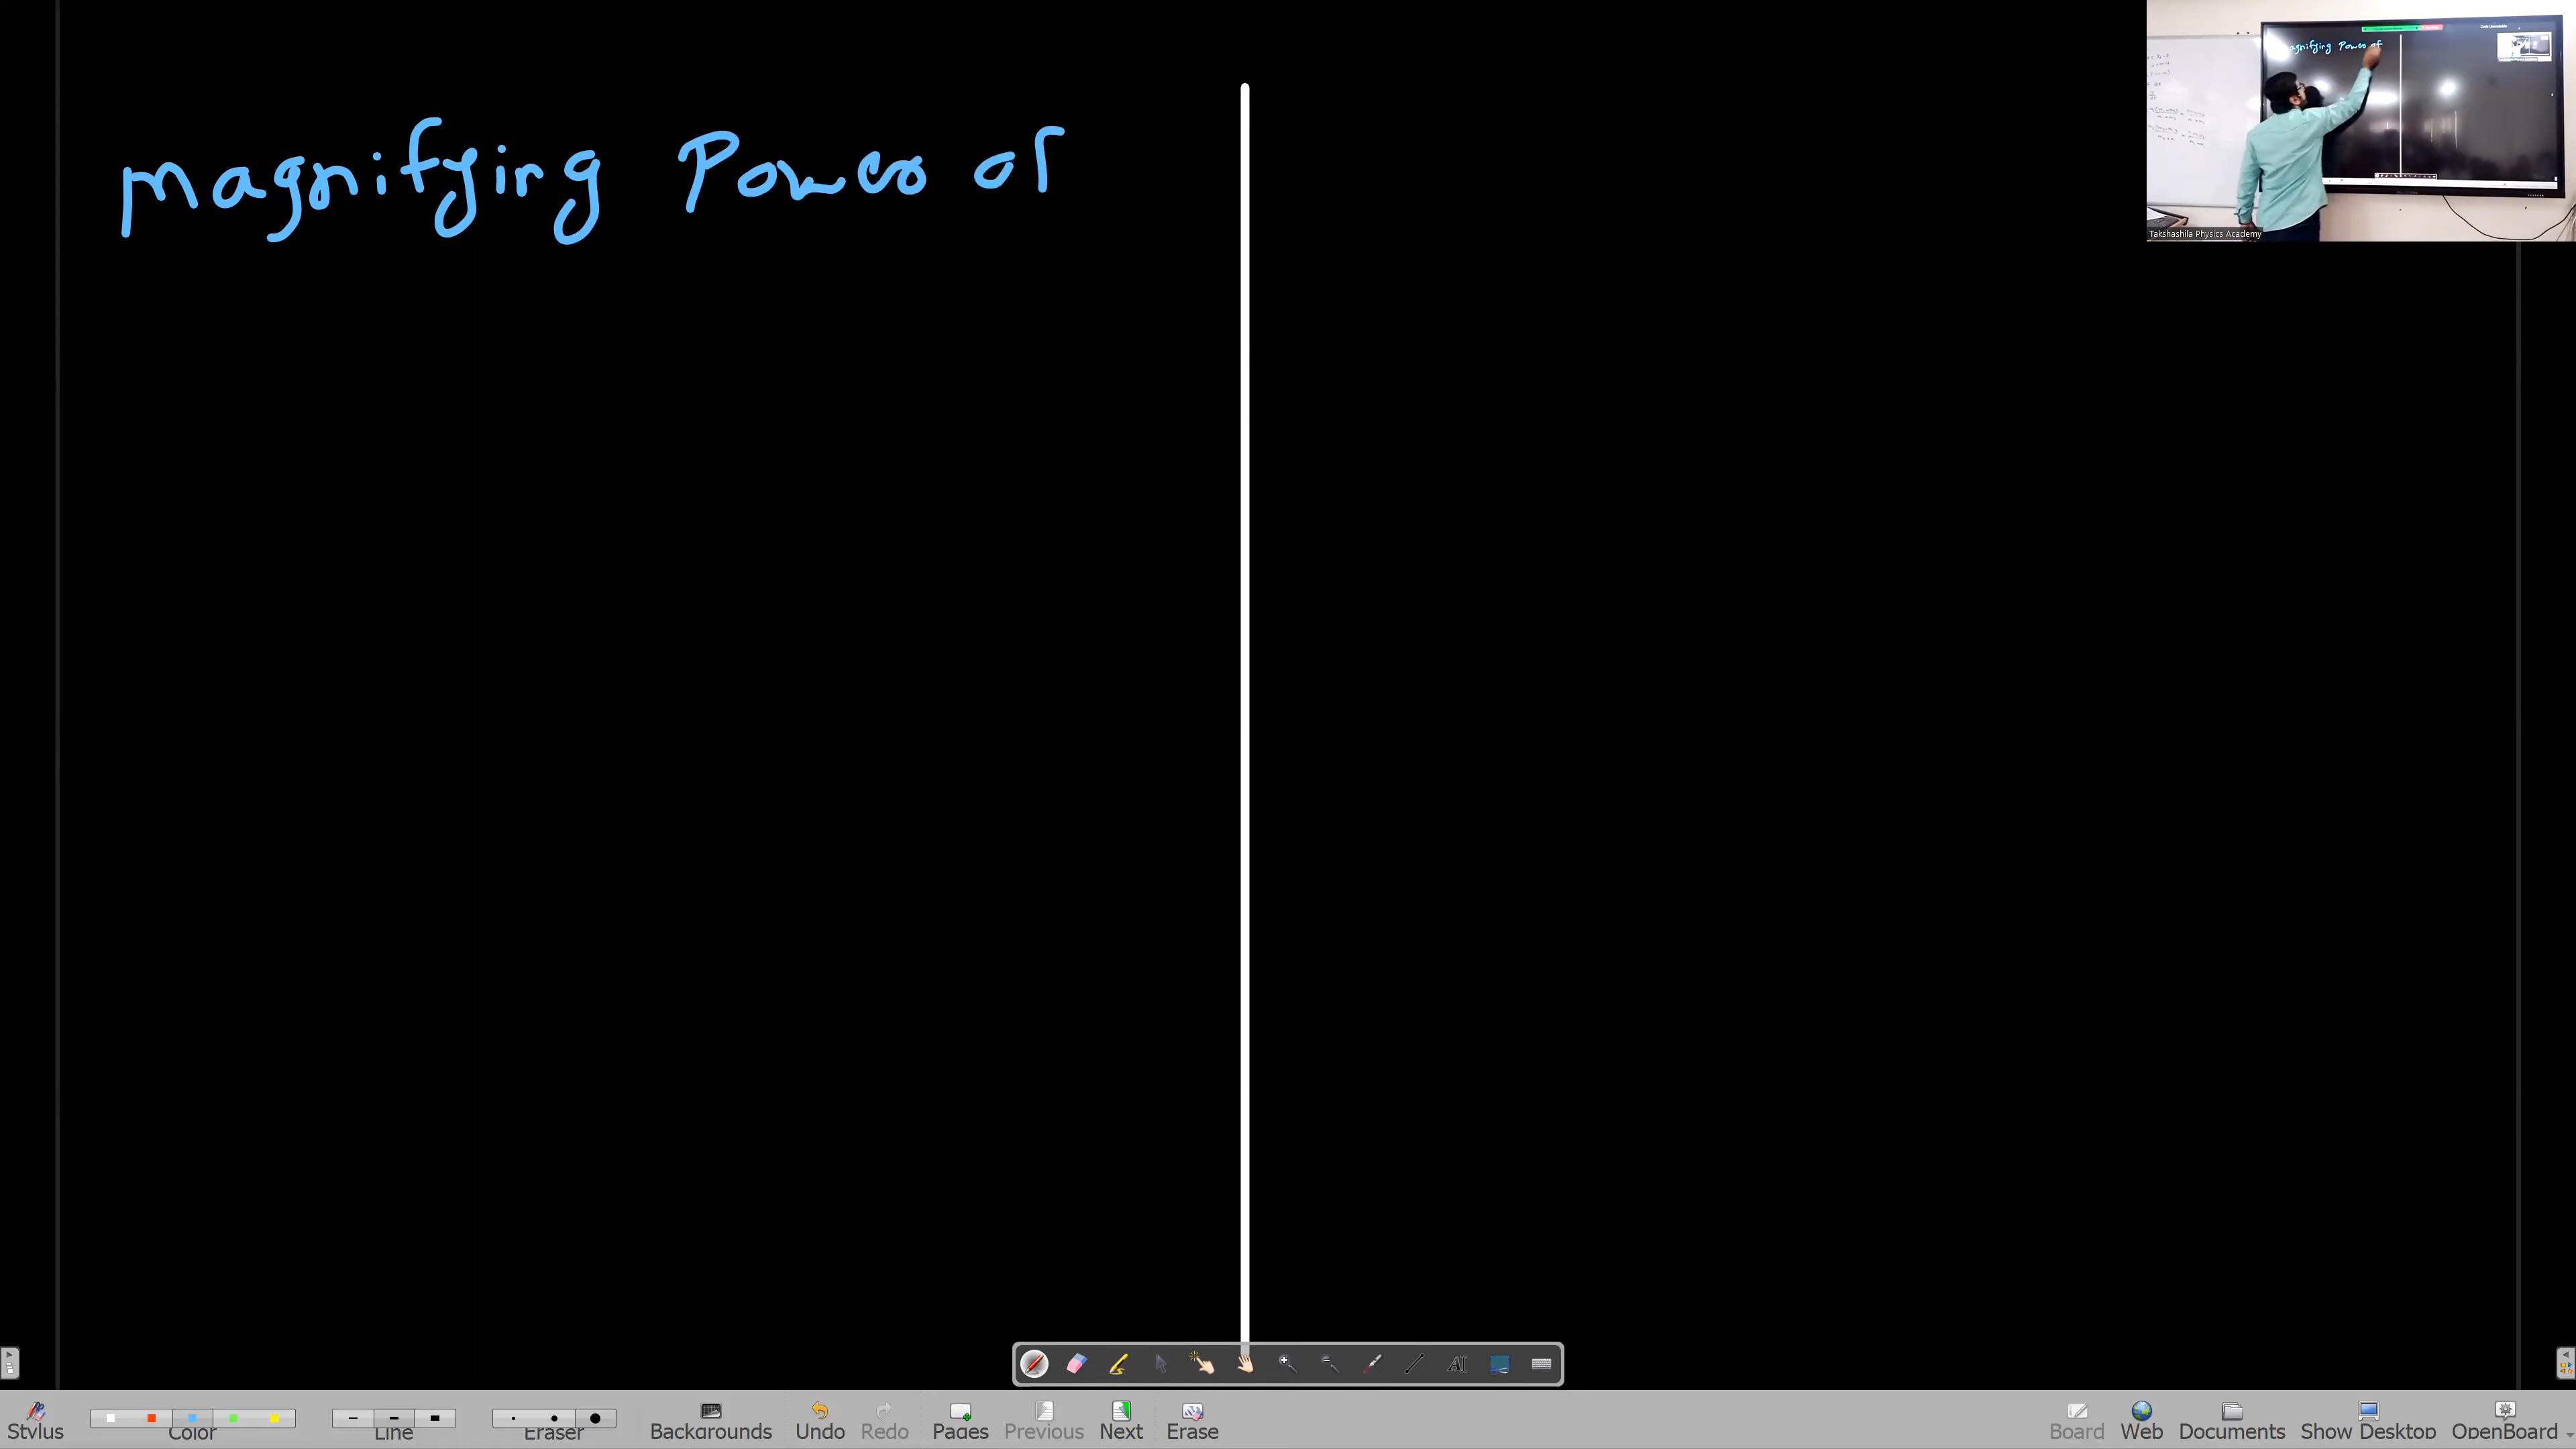 magnifying Power of
Takshashila Physics Academy
Stylus
Color
Line
Eraser
Backgrounds
Undo
Redo
Pages
Previous
Next
Erase
Board
Web
Documents
Show Desktop
OpenBoard